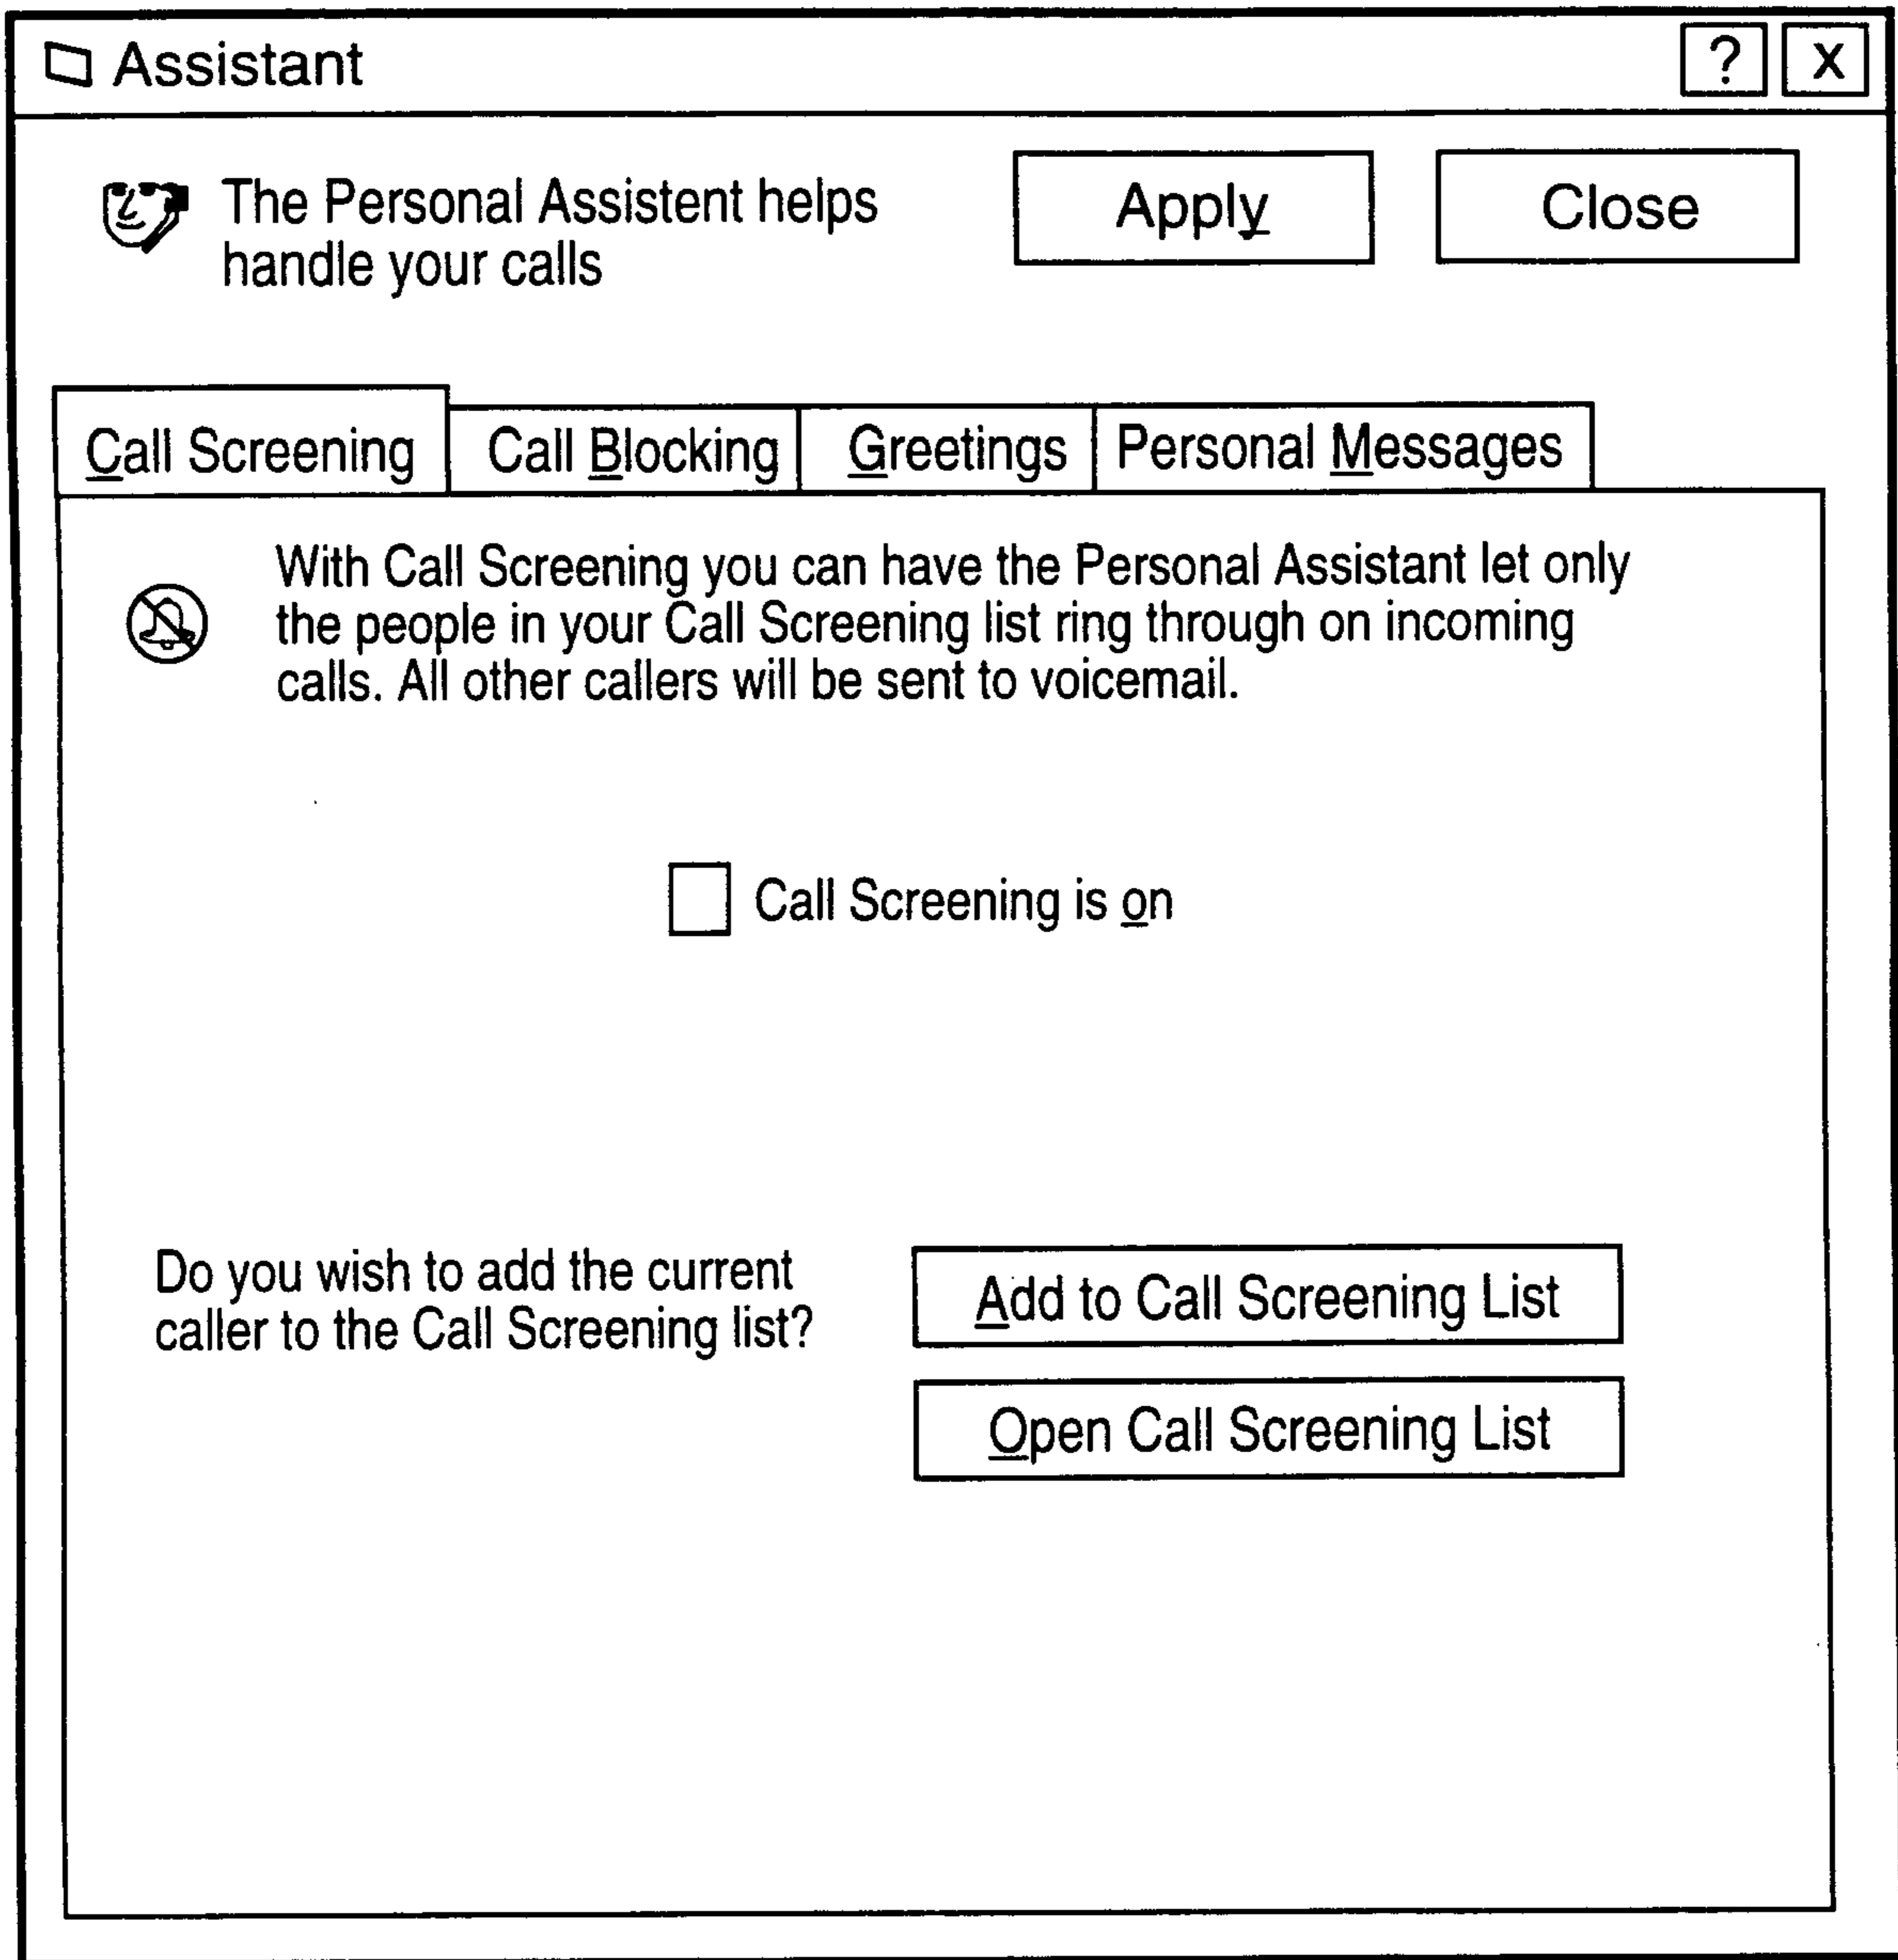 Assistant
? X
The Personal Assistent helps
handle your calls
Apply
Close
Call Screening
Call Blocking
Greetings
Personal Messages
With Call Screening you can have the Personal Assistant let only
the people in your Call Screening list ring through on incoming
calls. All other callers will be sent to voicemail.
Call Screening is on
Do you wish to add the current
caller to the Call Screening list?
Add to Call Screening List
Open Call Screening List